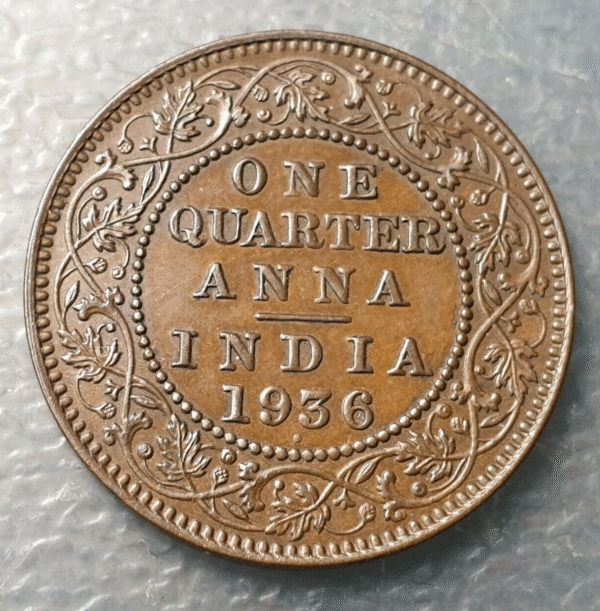 ONE
QUARTER
ANNA
INDIA
1936